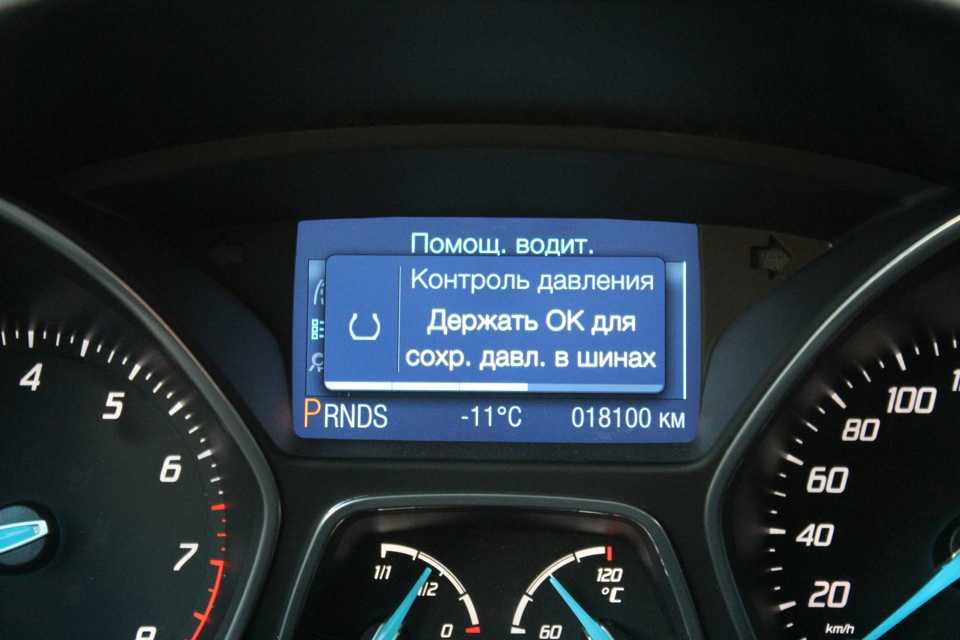 Помощ. водит.
Контроль давления
Держать ОК для
сохр. давл. в шинах
PRNDS -11°C 018100 км
4
5
6
7
8
1/1
1/2
0
120
°C
60
100
80
60
40
20
km/h